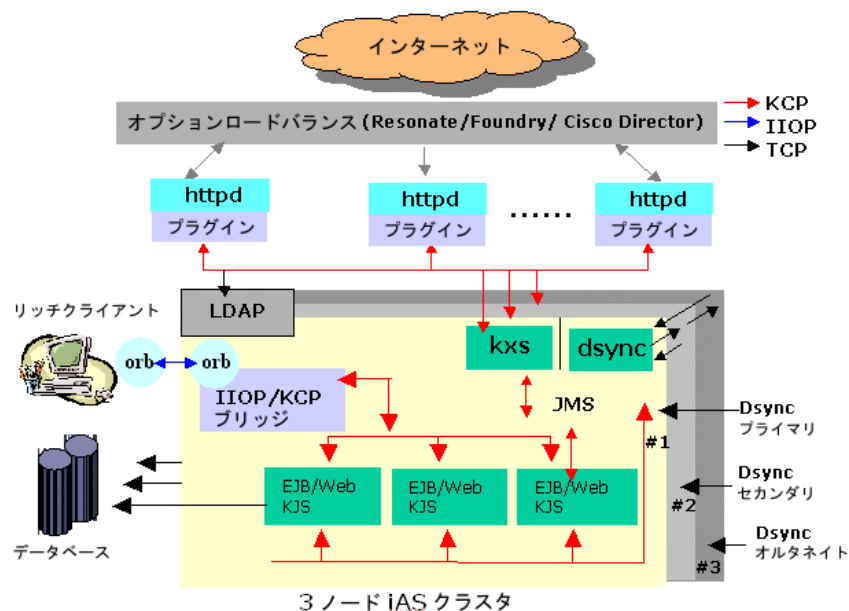 インターネット
オプションロードバランス (Resonate/Foundry/ Cisco Director)
KCP
IIOP
TCP
httpd
プラグイン
httpd
プラグイン
......
httpd
プラグイン
リッチクライアント
LDAP
kxs
dsync
orb
orb
IIOP/KCP
ブリッジ
JMS
Dsync
プライマリ
#1
EJB/Web
KJS
EJB/Web
KJS
EJB/Web
KJS
Dsync
セカンダリ
#2
データベース
Dsync
オルタネイト
#3
3 ノード iAS クラスタ